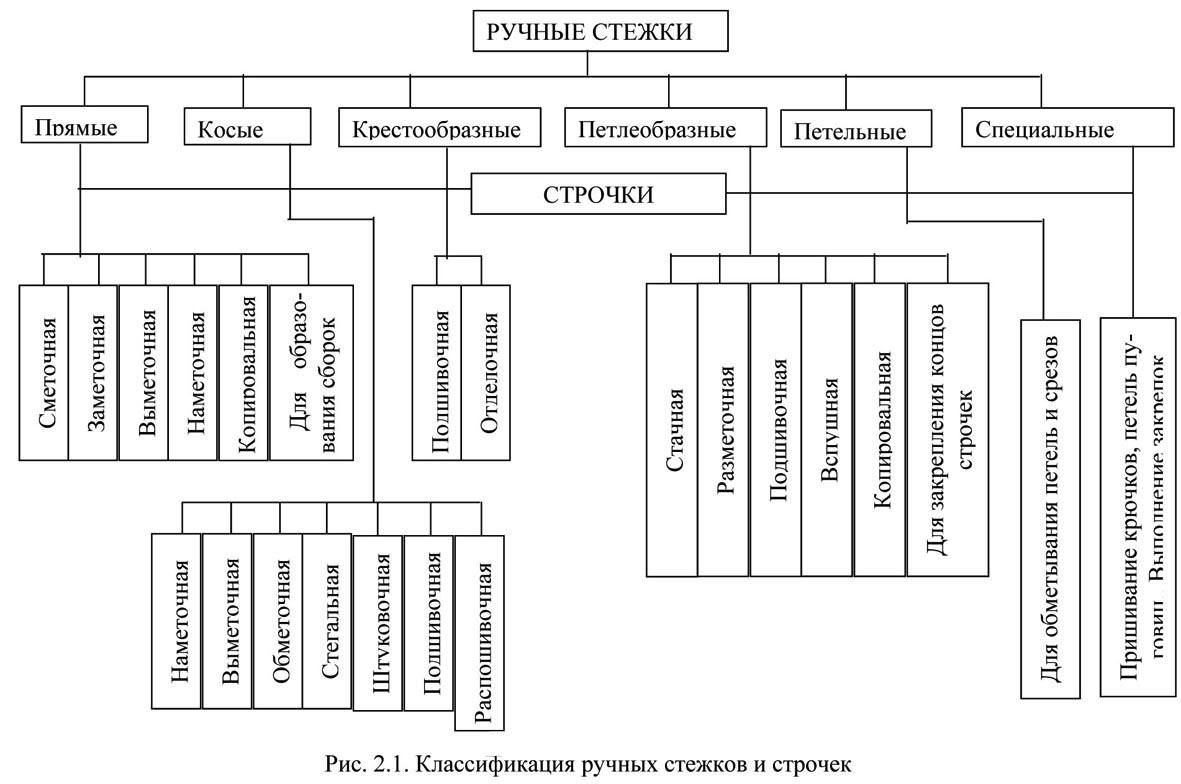 РУЧНЫЕ СТЕЖКИ
Прямые
Косые
Крестообразные
Петлеобразные
Петельные
Специальные
СТРОЧКИ
Сметочная
Заметочная
Выметочная
Наметочная
Копировальная
Для образо-
вания сборок
Подшивочная
Отделочная
Стачная
Разметочная
Подшивочная
Вспушная
Копировальная
Для закрепления концов
строчек
Для обметывания петель и срезов
Пришивание крючков, петель пу-
говиц. Выполнение закрепок
Наметочная
Выметочная
Обметочная
Стегальная
Штуковочная
Подшивочная
Распошивочная
Рис. 2.1. Классификация ручных стежков и строчек